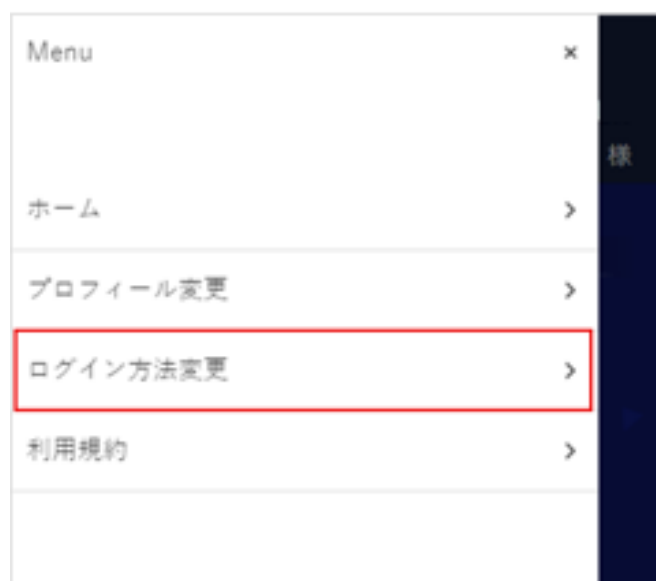 Menu ×
様
ホーム
プロフィール変更
ログイン方法変更
利用規約